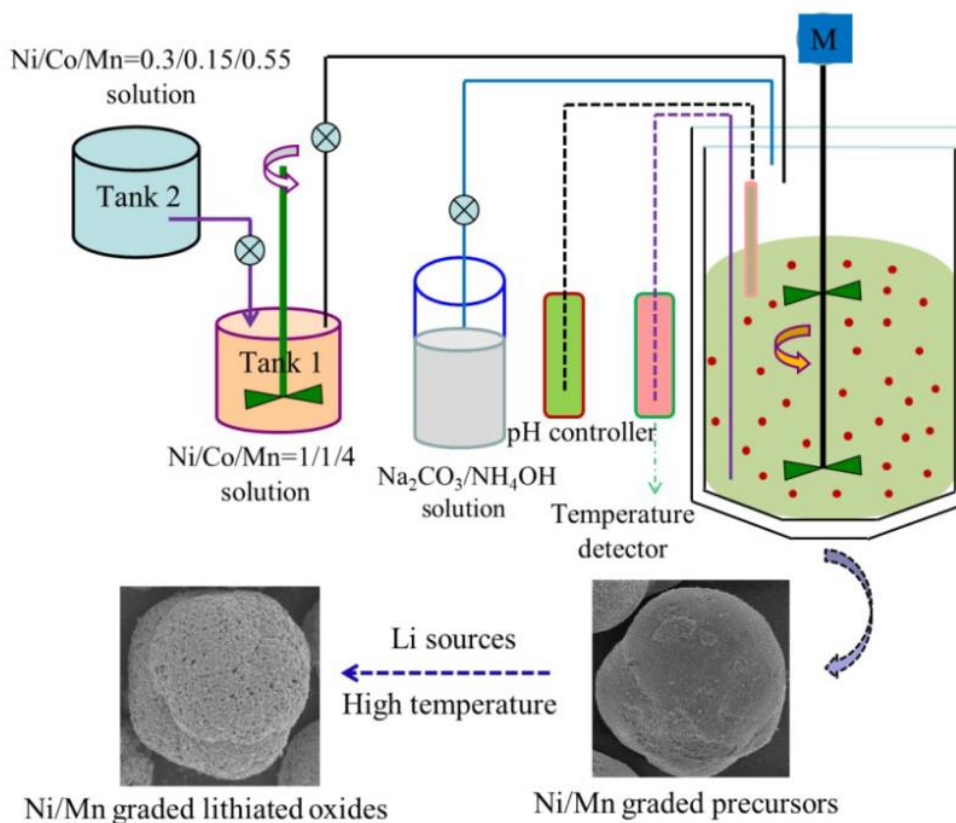 M
Ni/Co/Mn=0.3/0.15/0.55
solution
Tank 2
Tank 1
Ni/Co/Mn=1/1/4
solution
Na₂CO₃/NH₄OH
solution
pH controller
Temperature
detector
Li sources
High temperature
Ni/Mn graded lithiated oxides
Ni/Mn graded precursors